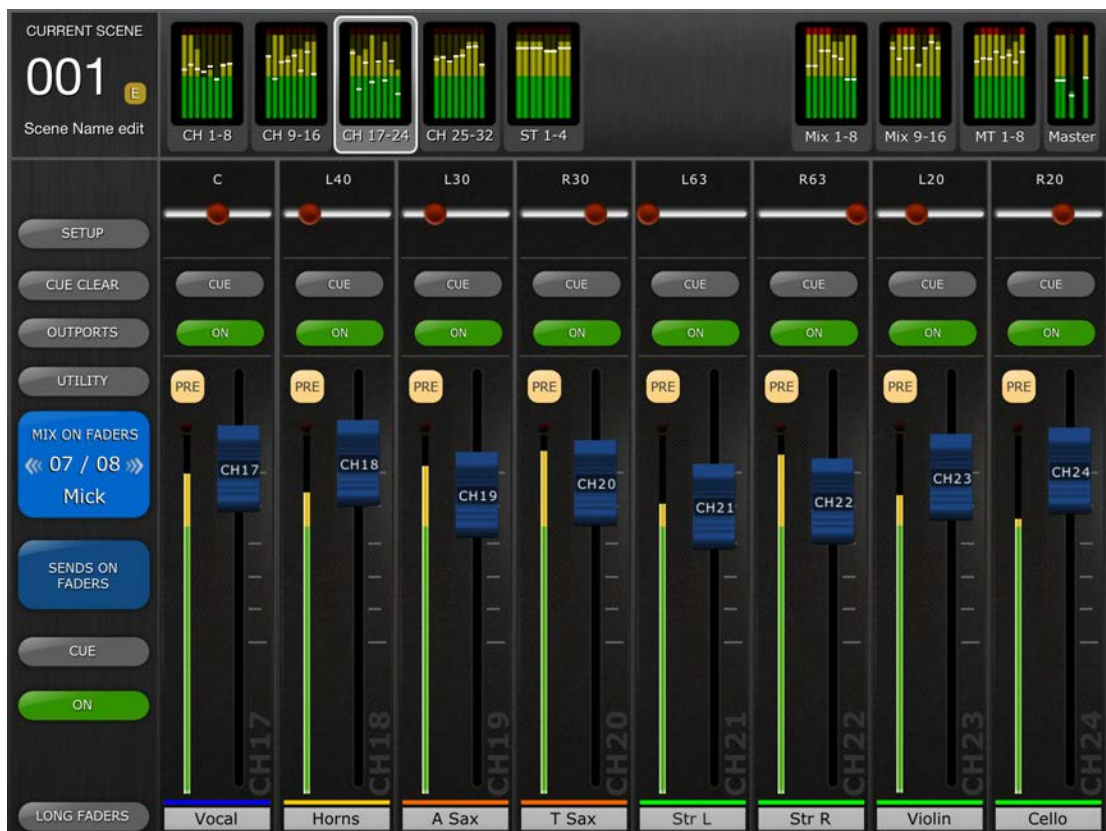 CURRENT SCENE
001 E
Scene Name edit
CH 1-8 CH 9-16 CH 17-24 CH 25-32 ST 1-4 Mix 1-8 Mix 9-16 MT 1-8 Master
C L40 L30 R30 L63 R63 L20 R20
SETUP
CUE CLEAR
CUE CUE CUE CUE CUE CUE CUE CUE
OUTPORTS
ON ON ON ON ON ON ON ON
UTILITY
PRE PRE PRE PRE PRE PRE PRE PRE
MIX ON FADERS
07 / 08
Mick
CH17 CH18 CH19 CH20 CH21 CH22 CH23 CH24
SENDS ON
FADERS
CUE
ON
CH17 CH18 CH19 CH20 CH21 CH22 CH23 CH24
LONG FADERS
Vocal Horns A Sax T Sax Str L Str R Violin Cello